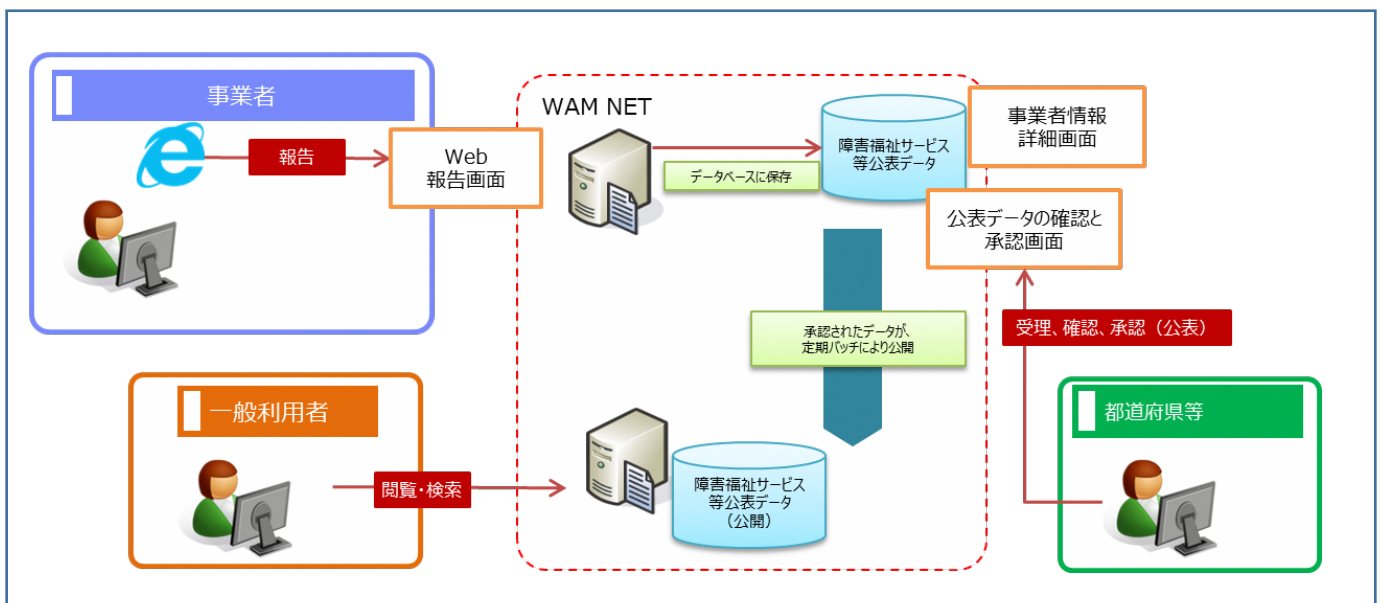 事業者
報告
Web
報告画面
WAM NET
データベースに保存
障害福祉サービス
等公表データ
事業者情報
詳細画面
公表データの確認と
承認画面
承認されたデータが、
定期バッチにより公開
受理、確認、承認（公表）
一般利用者
閲覧・検索
障害福祉サービス
等公表データ
（公開）
都道府県等